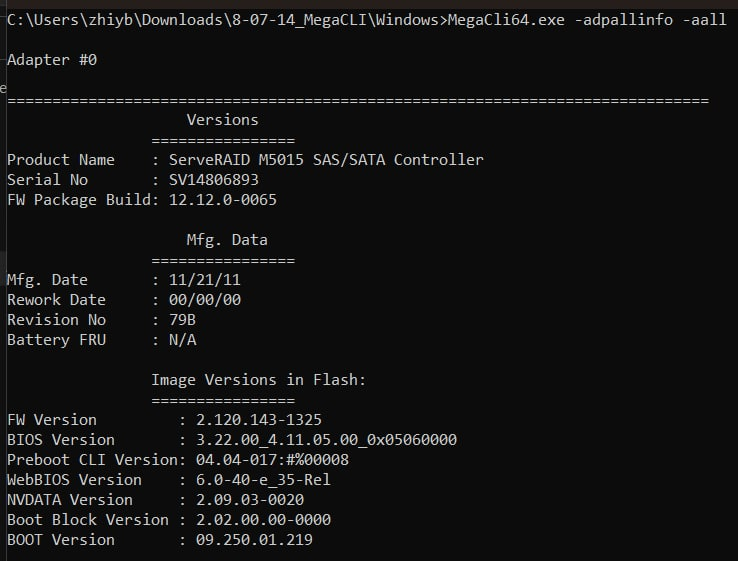 C:\Users\zhiyb\Downloads\8-07-14_MegaCLI\Windows>MegaCli64.exe -adpallinfo -aall
Adapter #0
==============================================================================
Versions
================
Product Name    : ServeRAID M5015 SAS/SATA Controller
Serial No       : SV14806893
FW Package Build: 12.12.0-0065
Mfg. Data
================
Mfg. Date       : 11/21/11
Rework Date     : 00/00/00
Revision No     : 79B
Battery FRU     : N/A
Image Versions in Flash:
================
FW Version         : 2.120.143-1325
BIOS Version       : 3.22.00_4.11.05.00_0x05060000
Preboot CLI Version: 04.04-017:#%00008
WebBIOS Version    : 6.0-40-e_35-Rel
NVDATA Version     : 2.09.03-0020
Boot Block Version : 2.02.00.00-0000
BOOT Version       : 09.250.01.219